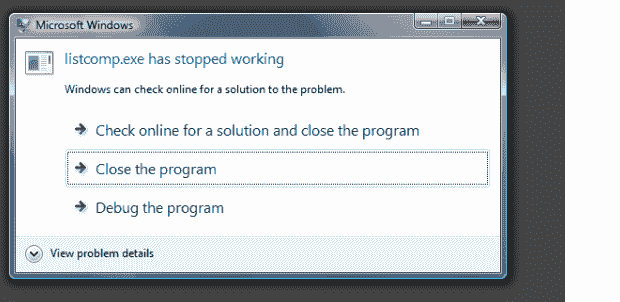 Microsoft Windows
listcomp.exe has stopped working
Windows can check online for a solution to the problem.
Check online for a solution and close the program
Close the program
Debug the program
View problem details